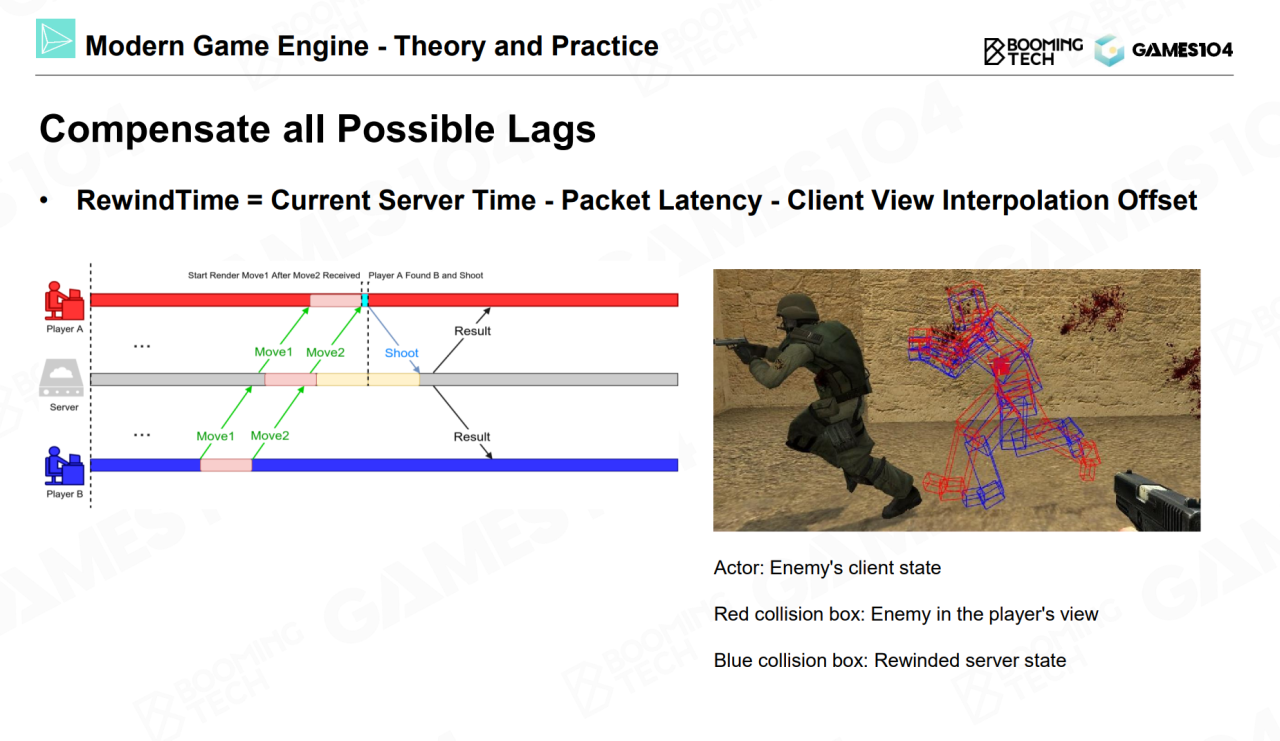 Modern Game Engine - Theory and Practice
BOOMING
TECH
GAMES104
Compensate all Possible Lags
• RewindTime = Current Server Time - Packet Latency - Client View Interpolation Offset
Start Render Move1 After Move2 Received
Player A Found B and Shoot
Player A
...
Move1
Move2
Shoot
Result
Server
...
Move1
Move2
Result
Player B
Actor: Enemy's client state
Red collision box: Enemy in the player's view
Blue collision box: Rewinded server state